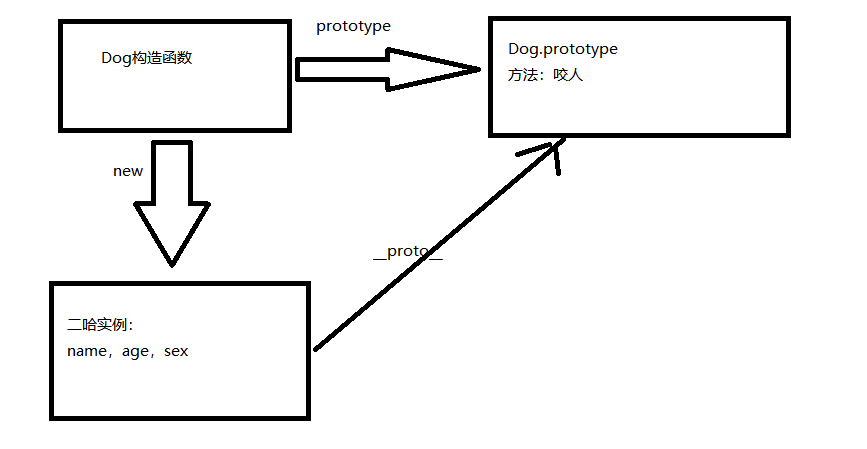 prototype
Dog构造函数
Dog.prototype
方法：咬人
new
__proto__
二哈实例：
name，age，sex